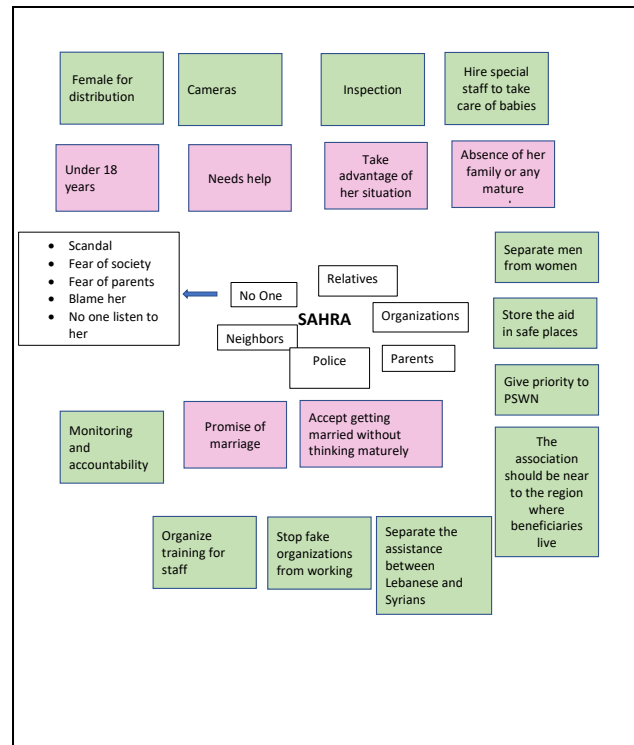 Female for
distribution
Cameras
Inspection
Hire special
staff to take
care of babies
Under 18
years
Needs help
Take
advantage of
her situation
Absence of her
family or any
mature
• Scandal
• Fear of society
• Fear of parents
• Blame her
• No one listen to
her
No One
Relatives
SAHRA
Organizations
Neighbors
Police
Parents
Separate men
from women
Store the aid
in safe places
Give priority to
PSWN
The
association
should be near
to the region
where
beneficiaries
live
Monitoring
and
accountability
Promise of
marriage
Accept getting
married without
thinking maturely
Organize
training for
staff
Stop fake
organizations
from working
Separate the
assistance
between
Lebanese and
Syrians